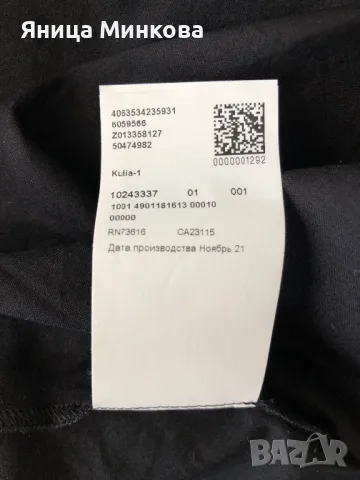 Яница Минкова
4063534235931
6059566
Z013358127
50474982
0000001292
Kulia-1
10243337 01 001
1001 4901181613 00010
00000
RN73616 CA23115
Дата производства Ноябрь 21
BAZAR